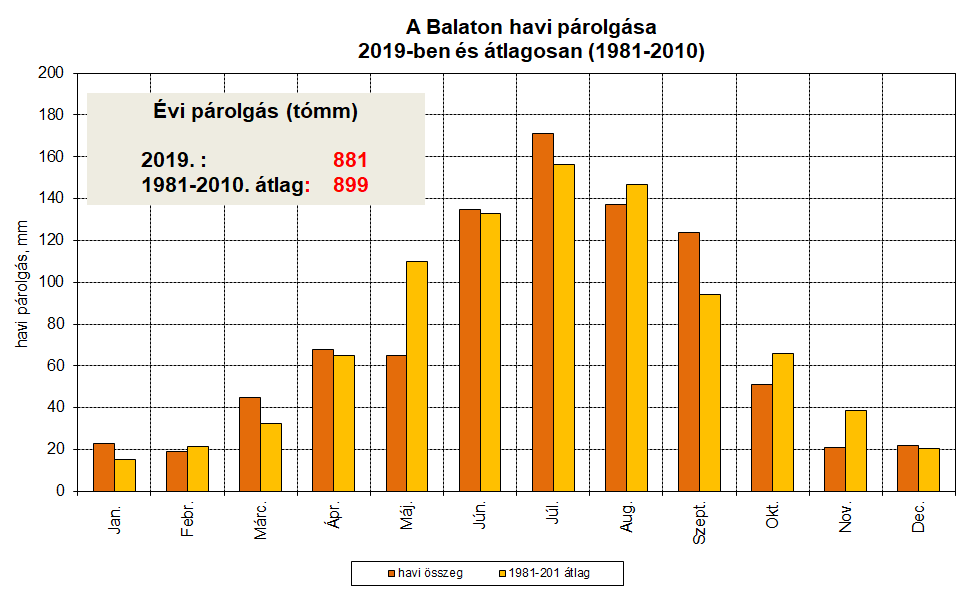 A Balaton havi párolgása
2019-ben és átlagosan (1981-2010)
Évi párolgás (tómm)
2019. : 881
1981-2010. átlag: 899
havi párolgás, mm
200
180
160
140
120
100
80
60
40
20
0
Jan.
Febr.
Márc.
Ápr.
Máj.
Jún.
Júl.
Aug.
Szept.
Okt.
Nov.
Dec.
havi összeg
1981-201 átlag